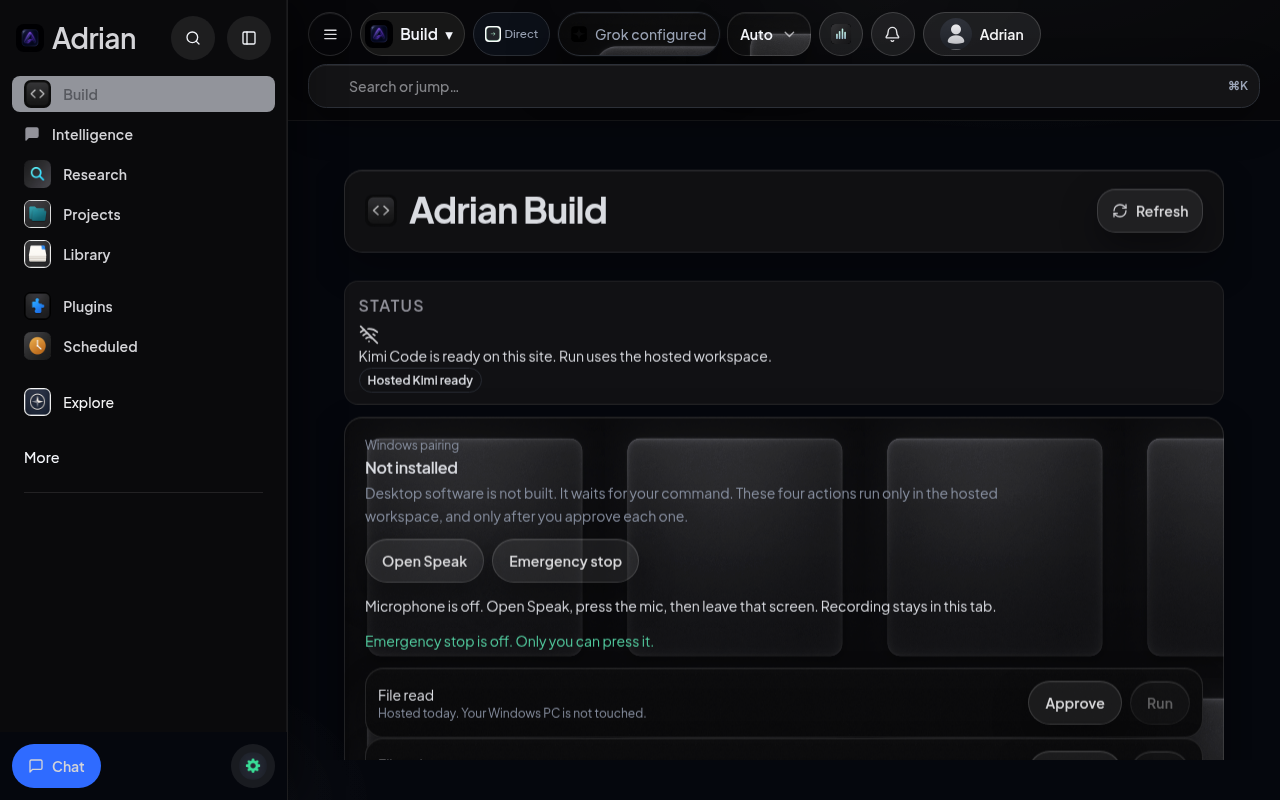 Adrian
Build
Intelligence
Research
Projects
Library
Plugins
Scheduled
Explore
More
Chat
Build ▾
Direct
Grok configured
Auto
Adrian
Search or jump…
⌘K
Adrian Build
Refresh
STATUS
Kimi Code is ready on this site. Run uses the hosted workspace.
Hosted Kimi ready
Windows pairing
Not installed
Desktop software is not built. It waits for your command. These four actions run only in the hosted
workspace, and only after you approve each one.
Open Speak
Emergency stop
Microphone is off. Open Speak, press the mic, then leave that screen. Recording stays in this tab.
Emergency stop is off. Only you can press it.
File read
Hosted today. Your Windows PC is not touched.
Approve
Run